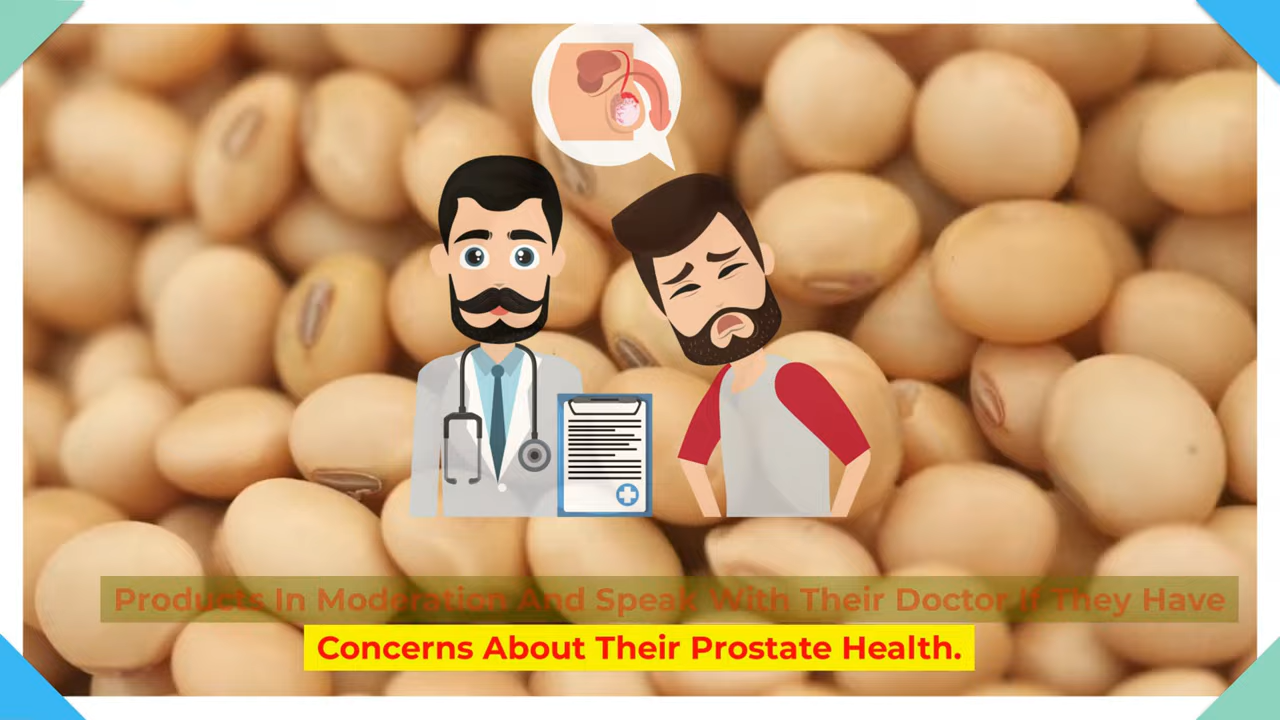 Products In Moderation And Speak With Their Doctor If They Have
Concerns About Their Prostate Health.